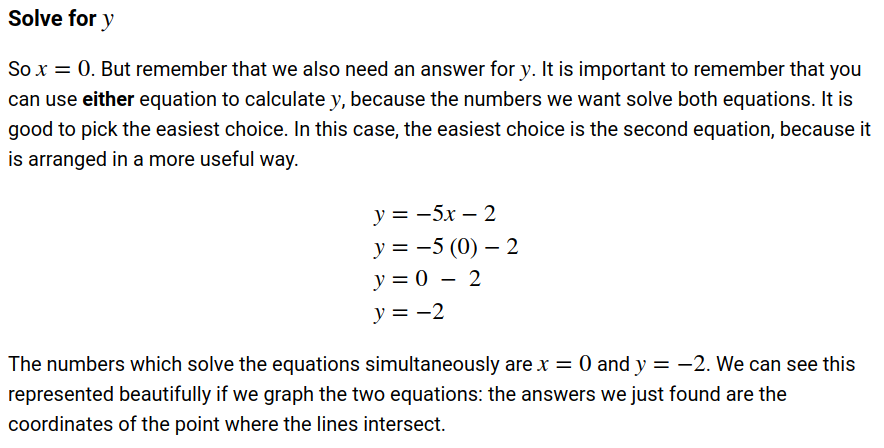 Solve for y
So x = 0. But remember that we also need an answer for y. It is important to remember that you
can use either equation to calculate y, because the numbers we want solve both equations. It is
good to pick the easiest choice. In this case, the easiest choice is the second equation, because it
is arranged in a more useful way.
y = −5x − 2
y = −5 (0) − 2
y = 0 − 2
y = −2
The numbers which solve the equations simultaneously are x = 0 and y = −2. We can see this
represented beautifully if we graph the two equations: the answers we just found are the
coordinates of the point where the lines intersect.